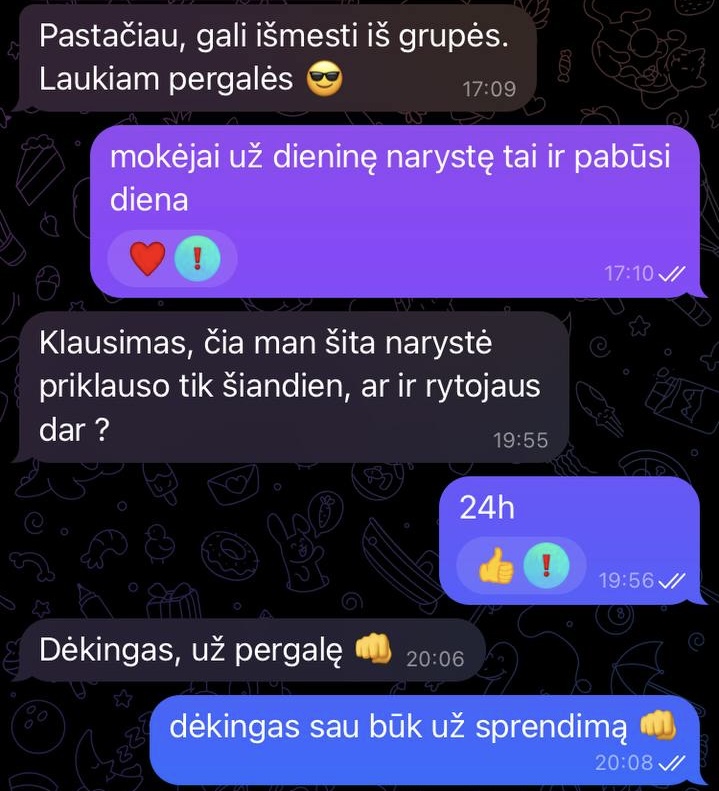 Pastačiau, gali išmesti iš grupės.
Laukiam pergalės 😎
17:09
mokėjai už dieninę narystę tai ir pabūsi
diena
17:10
Klausimas, čia man šita narystė
priklauso tik šiandien, ar ir rytojaus
dar ?
19:55
24h
19:56
Dėkingas, už pergalę 👊 20:06
dėkingas sau būk už sprendimą 👊
20:08